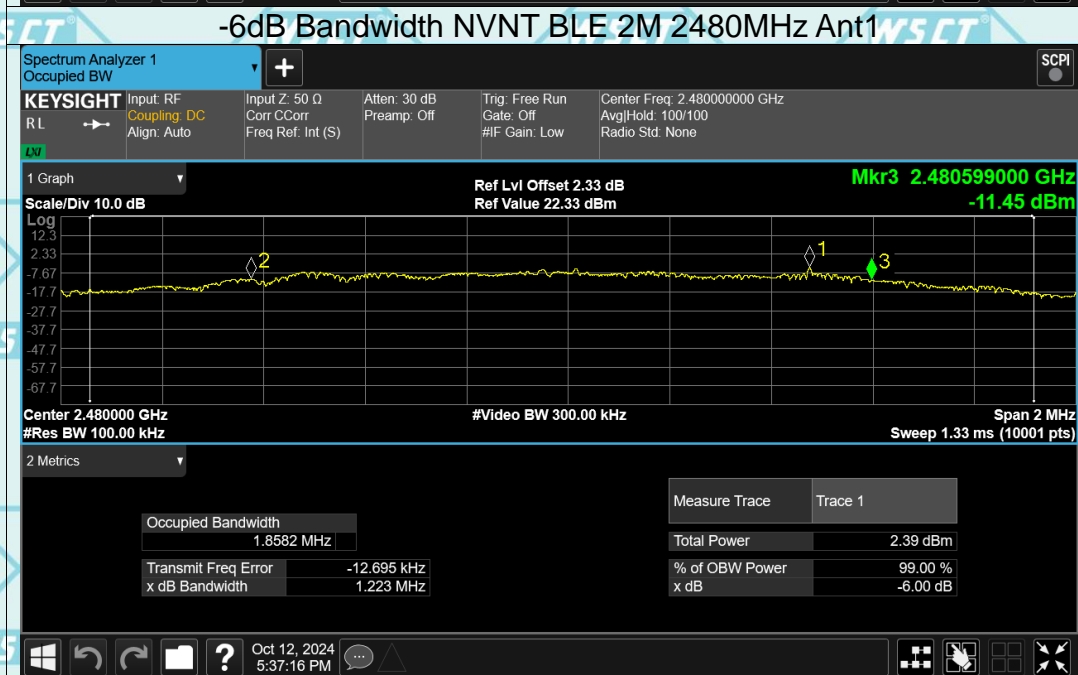 -6dB Bandwidth NVNT BLE 2M 2480MHz Ant1
Spectrum Analyzer 1
Occupied BW
+
SCPI
KEYSIGHT
R L
LXI
Input: RF
Coupling: DC
Align: Auto
Input Z: 50 Ω
Corr CCorr
Freq Ref: Int (S)
Atten: 30 dB
Preamp: Off
Trig: Free Run
Gate: Off
#IF Gain: Low
Center Freq: 2.480000000 GHz
Avg|Hold: 100/100
Radio Std: None
1 Graph
Scale/Div 10.0 dB
Ref Lvl Offset 2.33 dB
Ref Value 22.33 dBm
Mkr3 2.480599000 GHz
-11.45 dBm
Log
12.3
2.33
-7.67
-17.7
-27.7
-37.7
-47.7
-57.7
-67.7
2
1
3
Center 2.480000 GHz
#Video BW 300.00 kHz
Span 2 MHz
#Res BW 100.00 kHz
Sweep 1.33 ms (10001 pts)
2 Metrics
Occupied Bandwidth
1.8582 MHz
Transmit Freq Error -12.695 kHz
x dB Bandwidth 1.223 MHz
Measure Trace Trace 1
Total Power 2.39 dBm
% of OBW Power 99.00 %
x dB -6.00 dB
?
Oct 12, 2024
5:37:16 PM